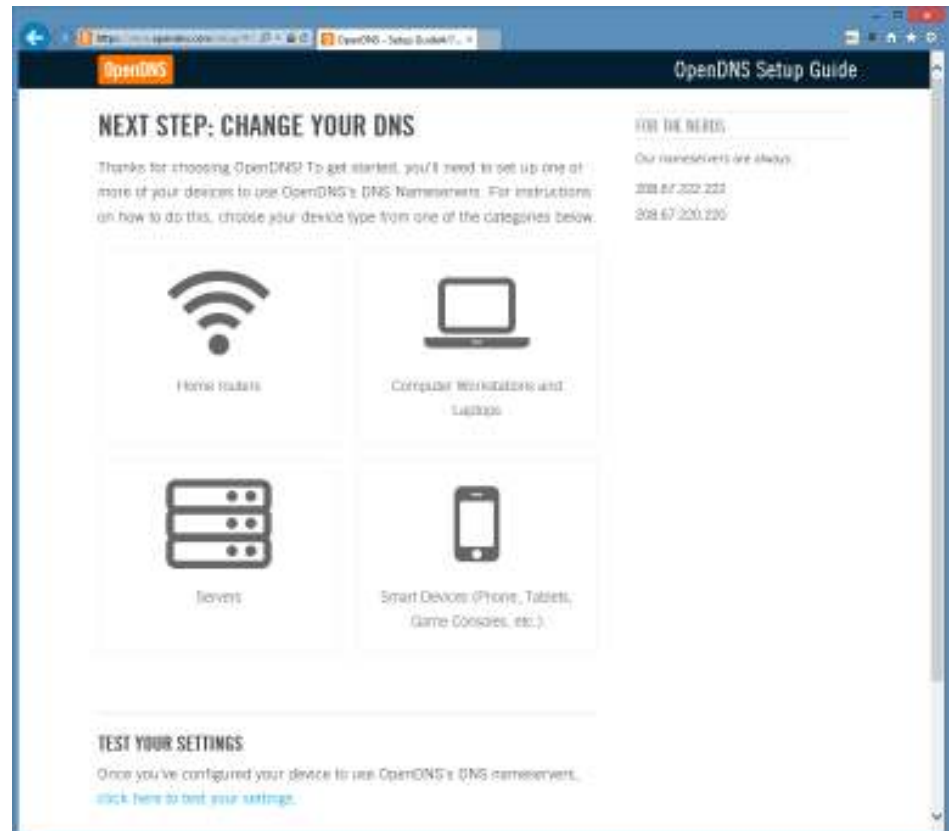 OpenDNS - Setup Guide
OpenDNS
OpenDNS Setup Guide
NEXT STEP: CHANGE YOUR DNS
Thanks for choosing OpenDNS! To get started, you'll need to set up one or
more of your devices to use OpenDNS's DNS Nameservers. For instructions
on how to do this, choose your device type from one of the categories below.
Home routers
Computer Workstations and
Laptops
Servers
Smart Devices (Phone, Tablets,
Game Consoles, etc.)
TEST YOUR SETTINGS
Once you've configured your device to use OpenDNS's DNS nameservers,
click here to test your settings.
FOR THE NERDS
Our nameservers are always:
208.67.222.222
208.67.220.220